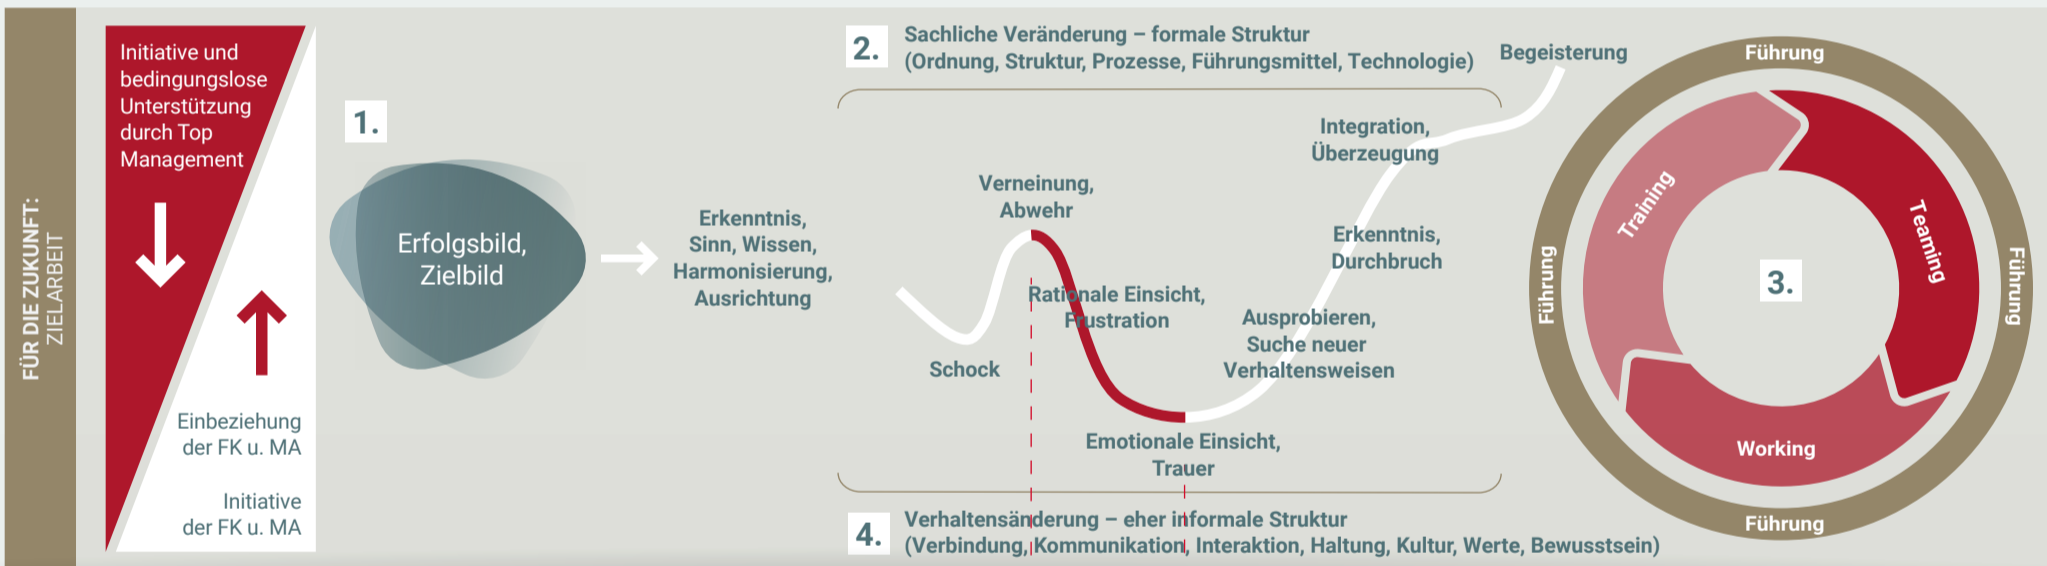 FÜR DIE ZUKUNFT:
ZIELARBEIT
Initiative und
bedingungslose
Unterstützung
durch Top
Management
Einbeziehung
der FK u. MA
Initiative
der FK u. MA
1.
Erfolgsbild,
Zielbild
Erkenntnis,
Sinn, Wissen,
Harmonisierung,
Ausrichtung
2.
Sachliche Veränderung – formale Struktur
(Ordnung, Struktur, Prozesse, Führungsmittel, Technologie)
Schock
Verneinung,
Abwehr
Rationale Einsicht,
Frustration
Emotionale Einsicht,
Trauer
Ausprobieren,
Suche neuer
Verhaltensweisen
Erkenntnis,
Durchbruch
Integration,
Überzeugung
Begeisterung
4.
Verhaltensänderung – eher informale Struktur
(Verbindung, Kommunikation, Interaktion, Haltung, Kultur, Werte, Bewusstsein)
Führung
Führung
Führung
Führung
Training
Teaming
Working
3.